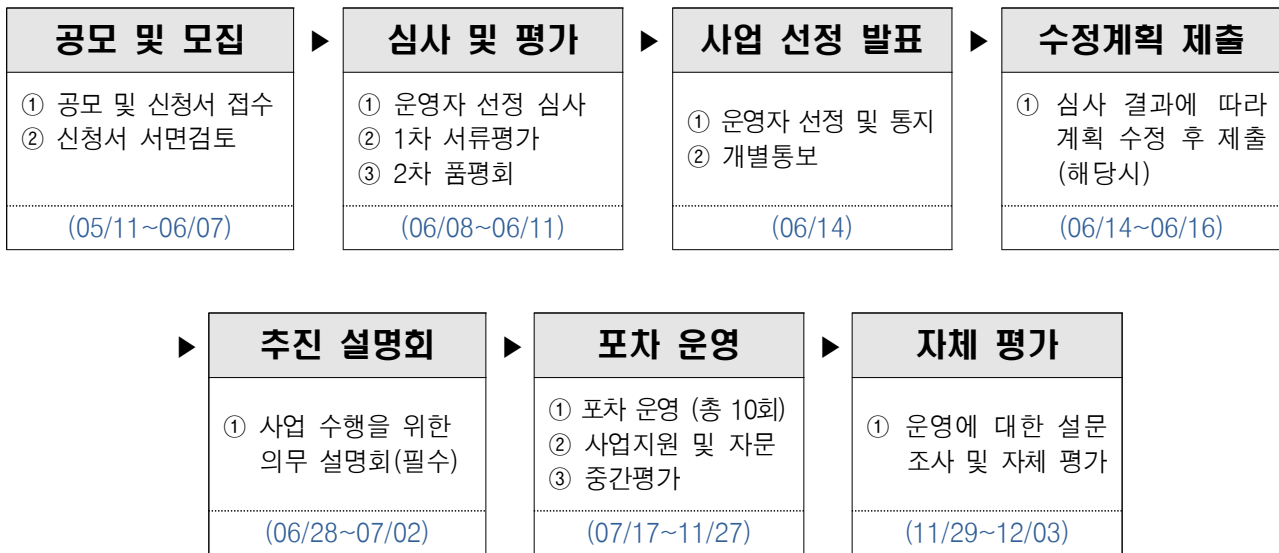 공모 및 모집
① 공모 및 신청서 접수
② 신청서 서면검토
(05/11~06/07)
▶
심사 및 평가
① 운영자 선정 심사
② 1차 서류평가
③ 2차 품평회
(06/08~06/11)
▶
사업 선정 발표
① 운영자 선정 및 통지
② 개별통보
(06/14)
▶
수정계획 제출
① 심사 결과에 따라
계획 수정 후 제출
(해당시)
(06/14~06/16)
▶
추진 설명회
① 사업 수행을 위한
의무 설명회(필수)
(06/28~07/02)
▶
포차 운영
① 포차 운영 (총 10회)
② 사업지원 및 자문
③ 중간평가
(07/17~11/27)
▶
자체 평가
① 운영에 대한 설문
조사 및 자체 평가
(11/29~12/03)